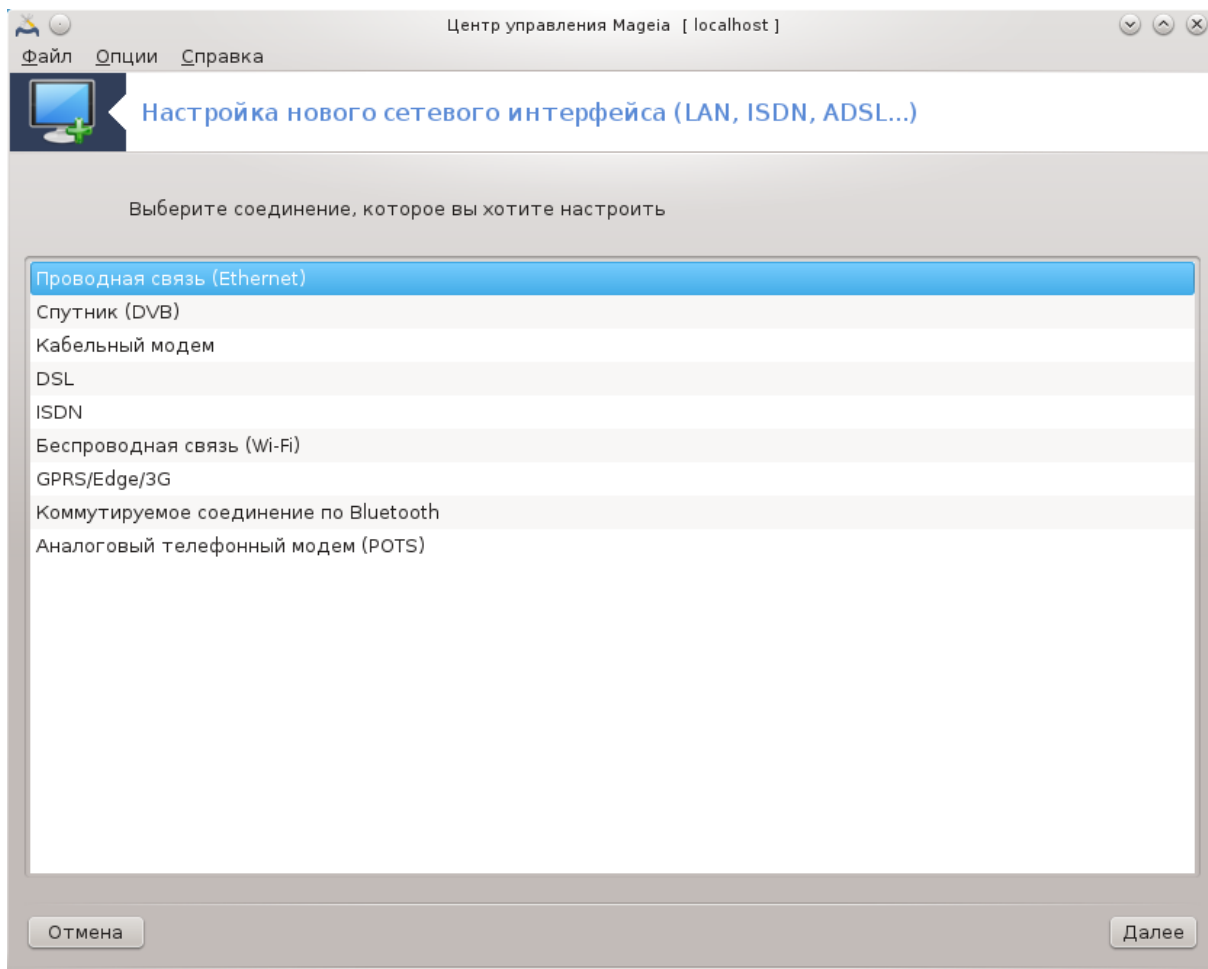 Центр управления Mageia [ localhost ]
Файл Опции Справка
Настройка нового сетевого интерфейса (LAN, ISDN, ADSL...)
Выберите соединение, которое вы хотите настроить
Проводная связь (Ethernet)
Спутник (DVB)
Кабельный модем
DSL
ISDN
Беспроводная связь (Wi-Fi)
GPRS/Edge/3G
Коммутируемое соединение по Bluetooth
Аналоговый телефонный модем (POTS)
Отмена Далее